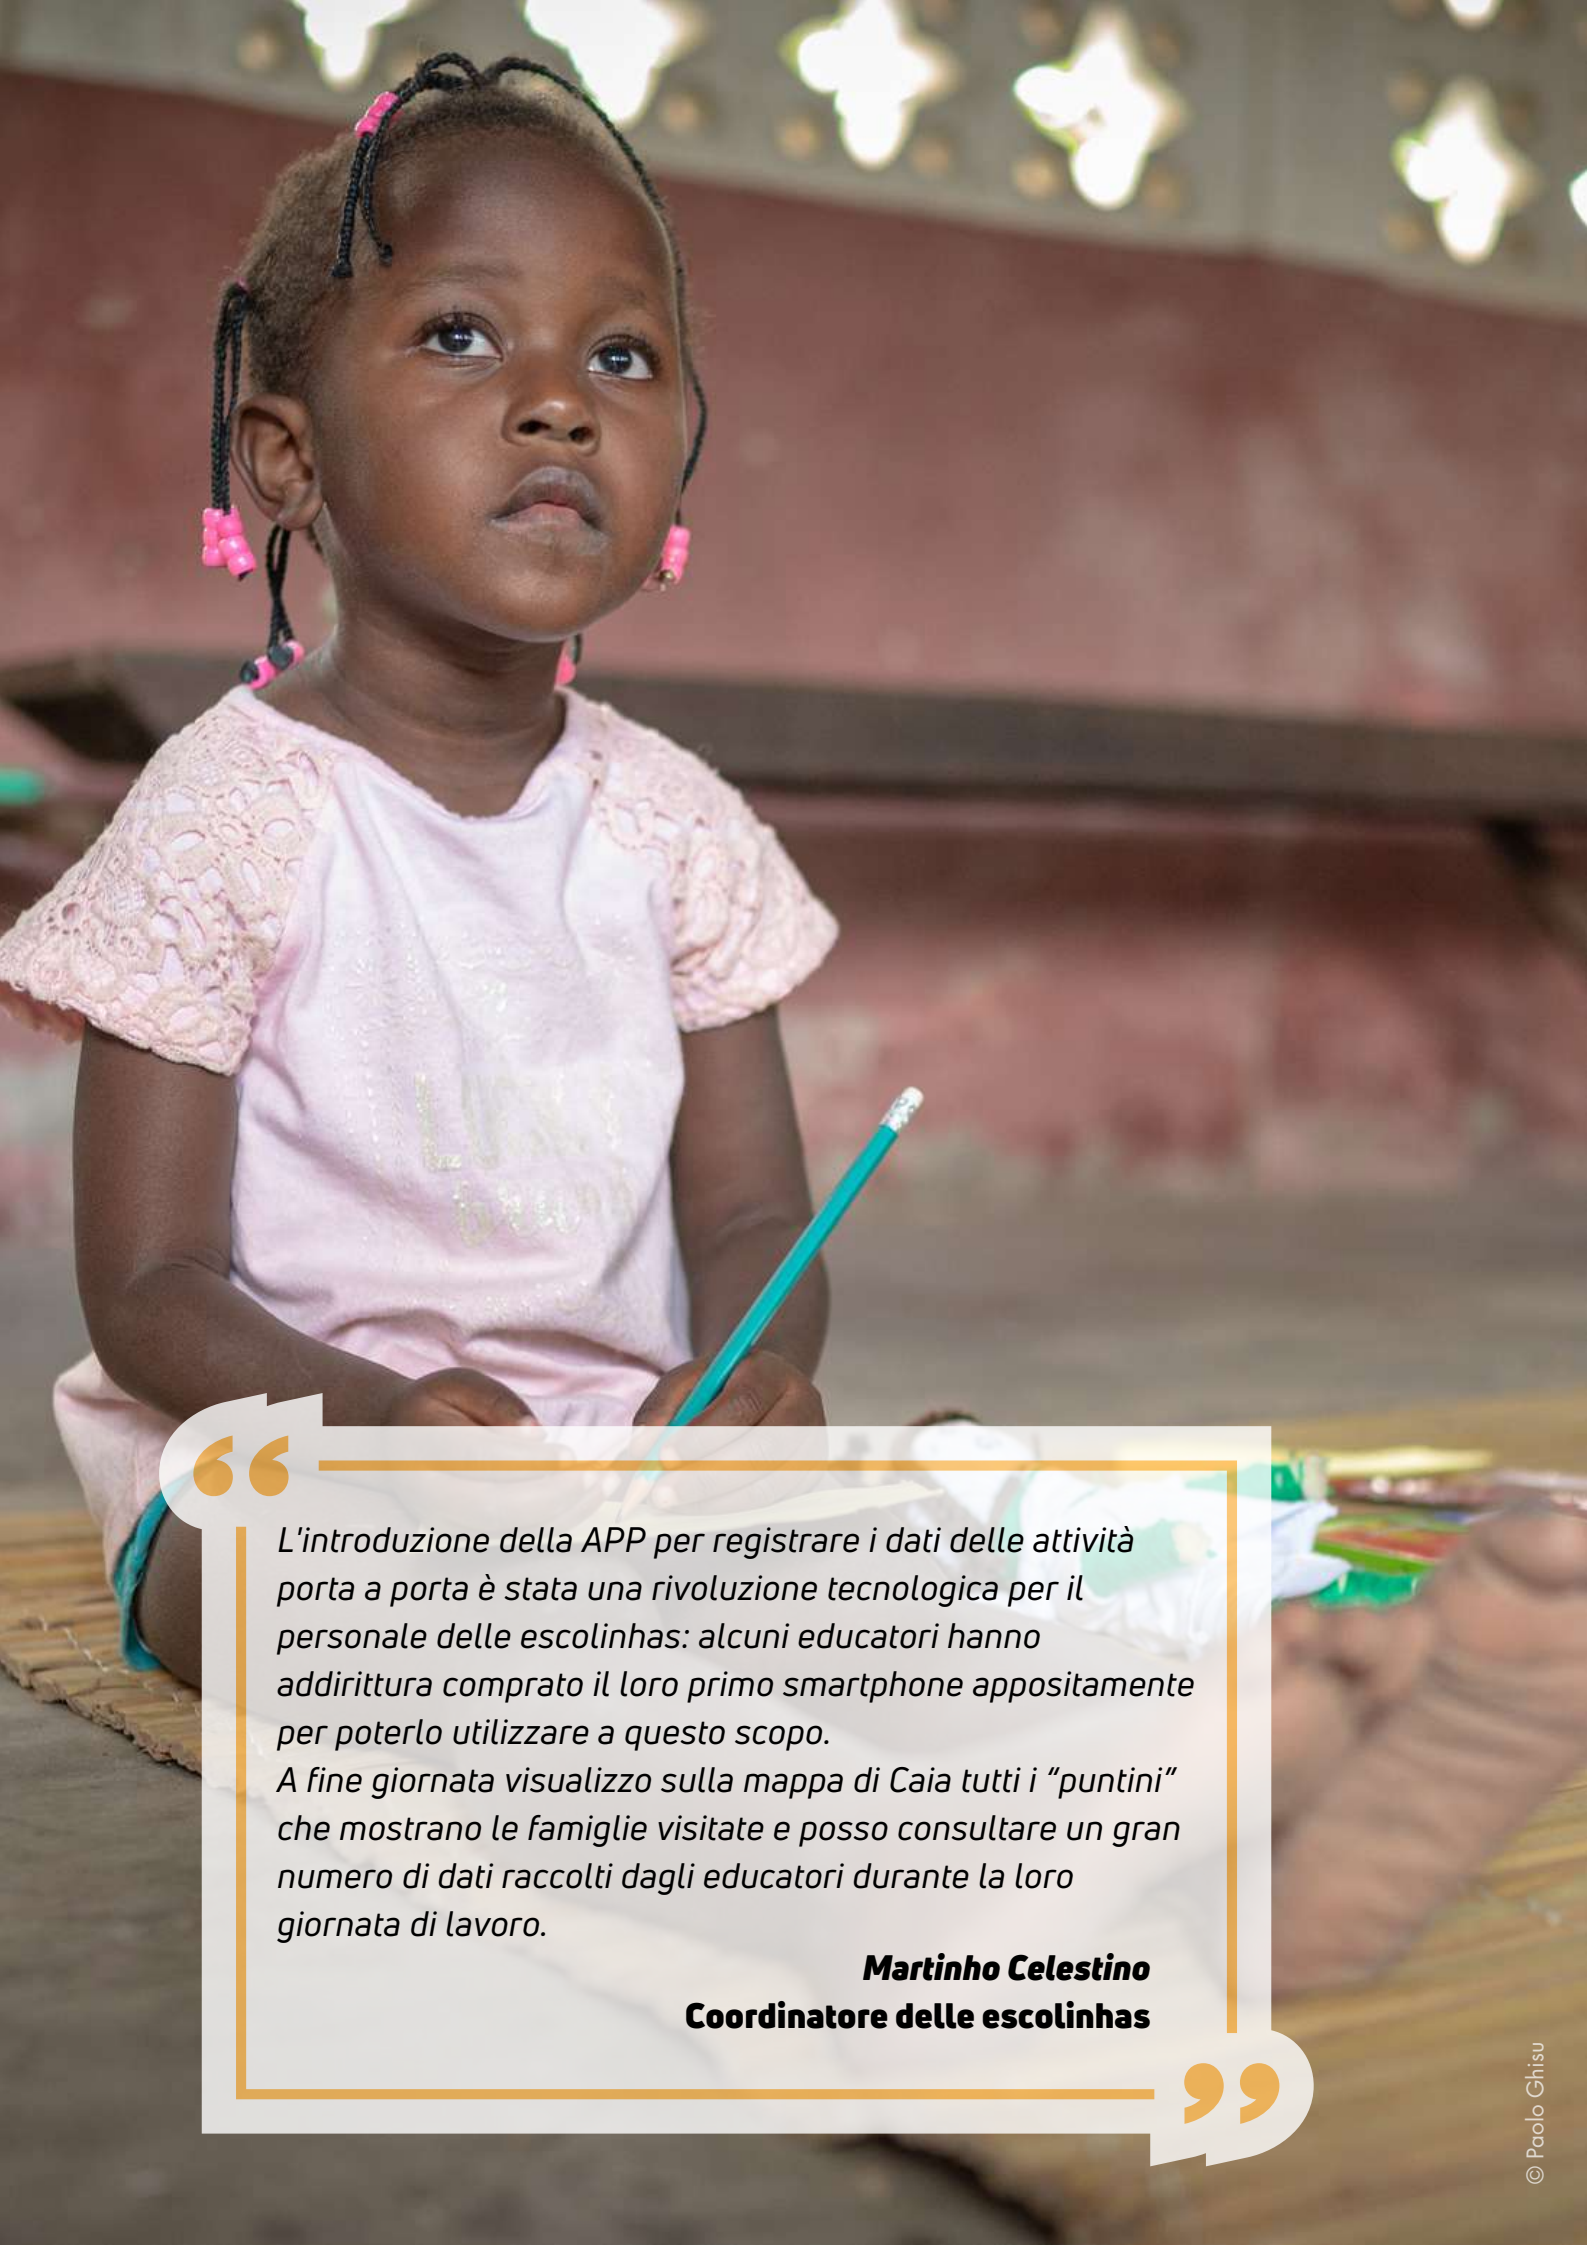 “
L'introduzione della APP per registrare i dati delle attività
porta a porta è stata una rivoluzione tecnologica per il
personale delle escolinhas: alcuni educatori hanno
addirittura comprato il loro primo smartphone appositamente
per poterlo utilizzare a questo scopo.
A fine giornata visualizzo sulla mappa di Caia tutti i “puntini”
che mostrano le famiglie visitate e posso consultare un gran
numero di dati raccolti dagli educatori durante la loro
giornata di lavoro.
Martinho Celestino
Coordinatore delle escolinhas
”
© Paolo Ghisu